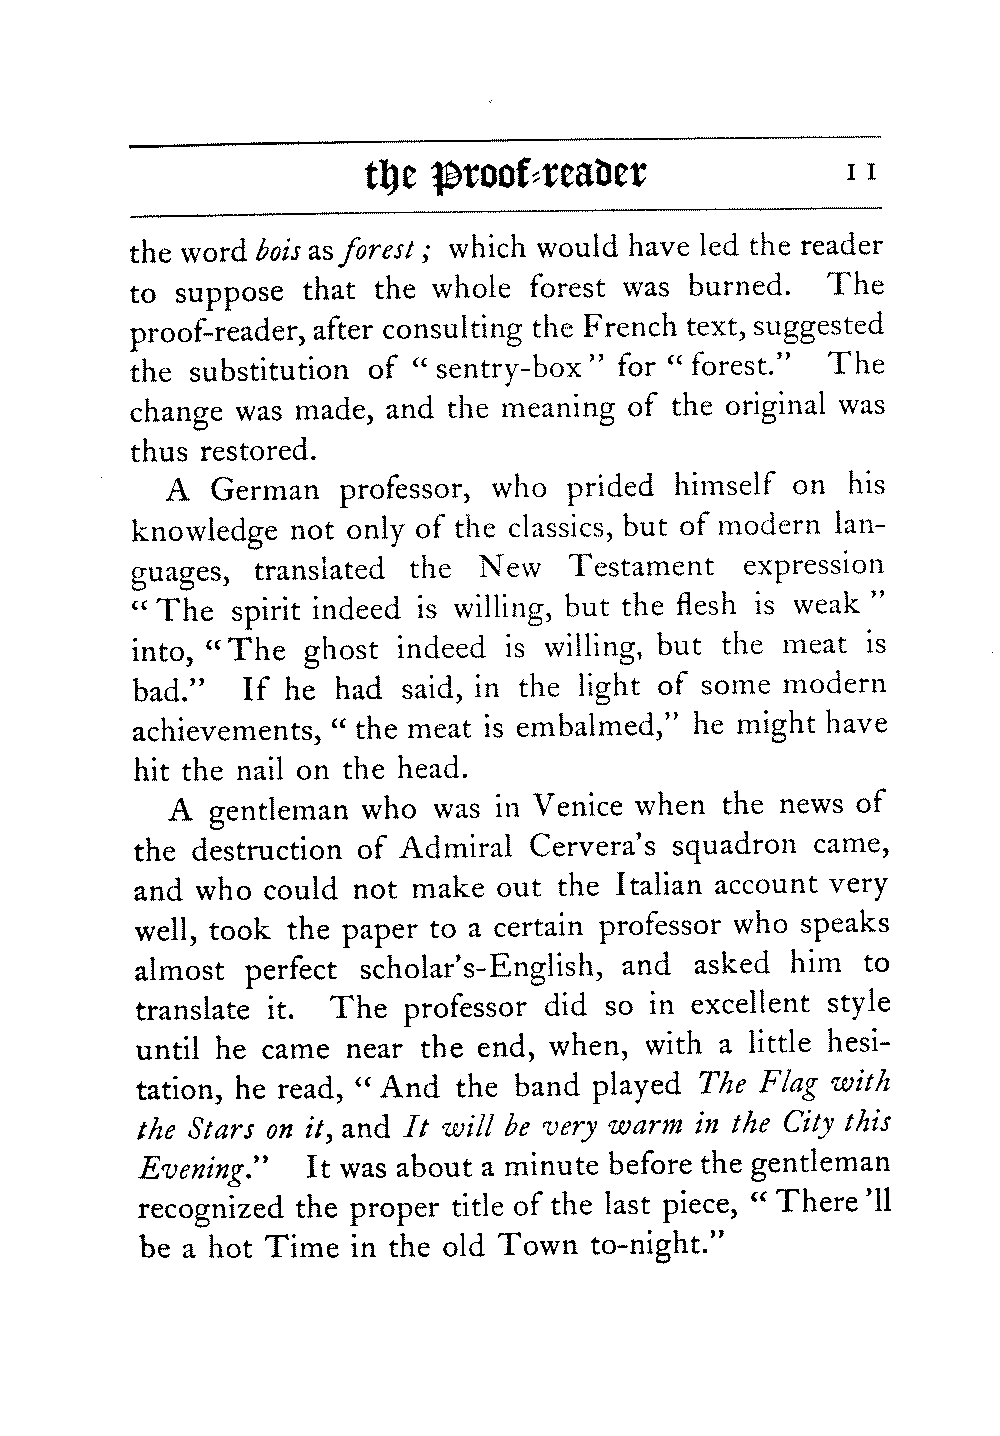 the Proof-reader 11
the word bois as forest ; which would have led the reader
to suppose that the whole forest was burned. The
proof-reader, after consulting the French text, suggested
the substitution of “ sentry-box ” for “ forest.” The
change was made, and the meaning of the original was
thus restored.
A German professor, who prided himself on his
knowledge not only of the classics, but of modern lan-
guages, translated the New Testament expression
“ The spirit indeed is willing, but the flesh is weak ”
into, “ The ghost indeed is willing, but the meat is
bad.” If he had said, in the light of some modern
achievements, “ the meat is embalmed,” he might have
hit the nail on the head.
A gentleman who was in Venice when the news of
the destruction of Admiral Cervera’s squadron came,
and who could not make out the Italian account very
well, took the paper to a certain professor who speaks
almost perfect scholar’s-English, and asked him to
translate it. The professor did so in excellent style
until he came near the end, when, with a little hesi-
tation, he read, “ And the band played The Flag with
the Stars on it, and It will be very warm in the City this
Evening.” It was about a minute before the gentleman
recognized the proper title of the last piece, “ There ’ll
be a hot Time in the old Town to-night.”